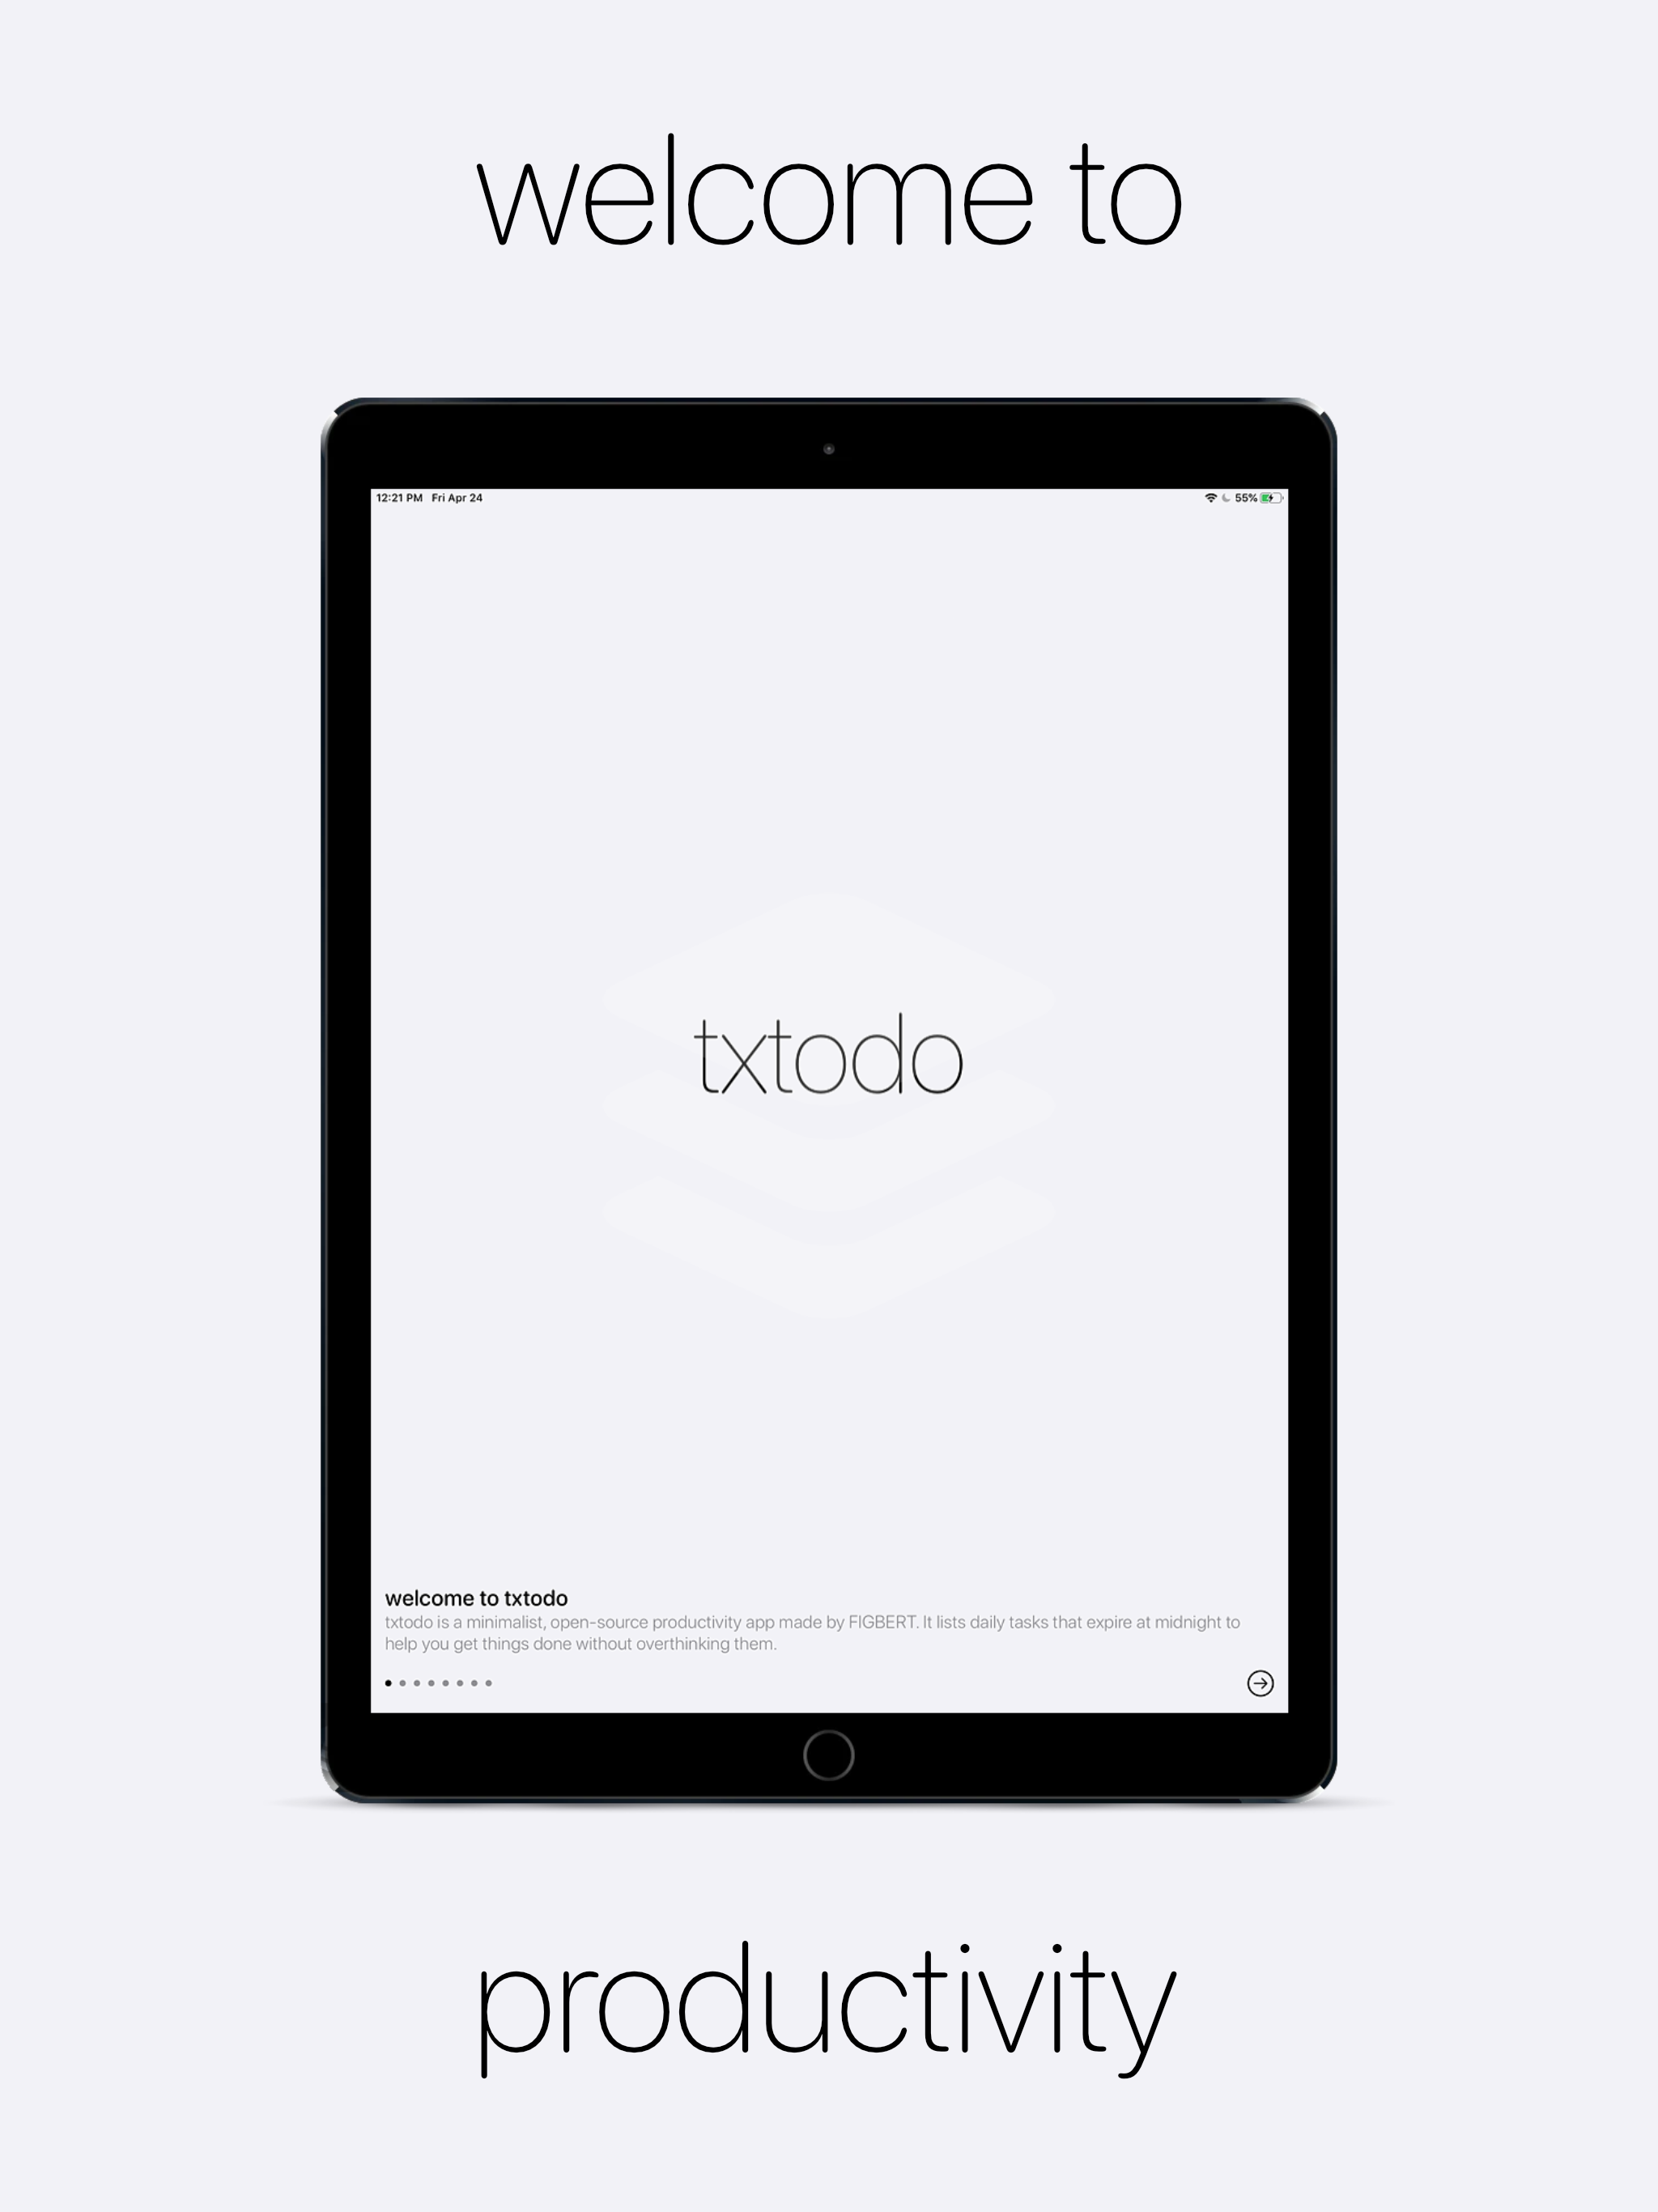 welcome to
12:21 PM Fri Apr 24
55%
txtodo
welcome to txtodo
txtodo is a minimalist, open-source productivity app made by FIGBERT. It lists daily tasks that expire at midnight to
help you get things done without overthinking them.
productivity